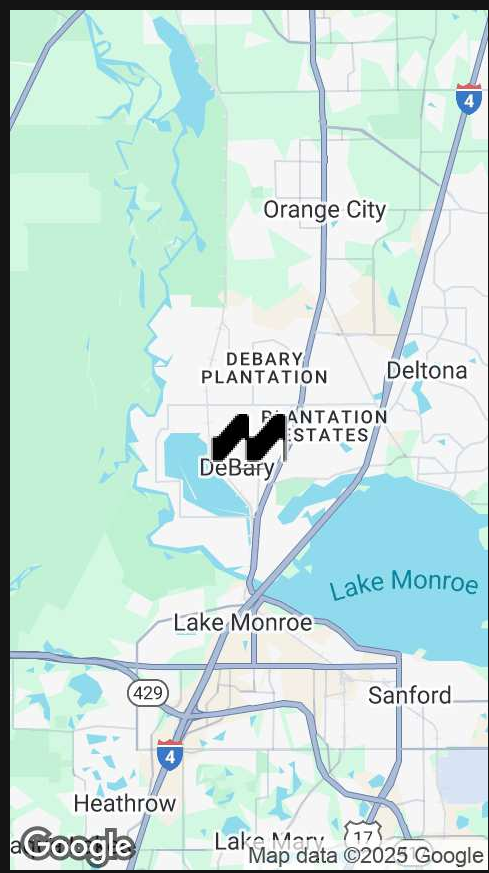 4
Orange City
DEBARY
PLANTATION
Deltona
PLANTATION
ESTATES
DeBary
Lake Monroe
Lake Monroe
429
Sanford
4
Heathrow
Lake Mary
17
Google
Map data ©2025 Google